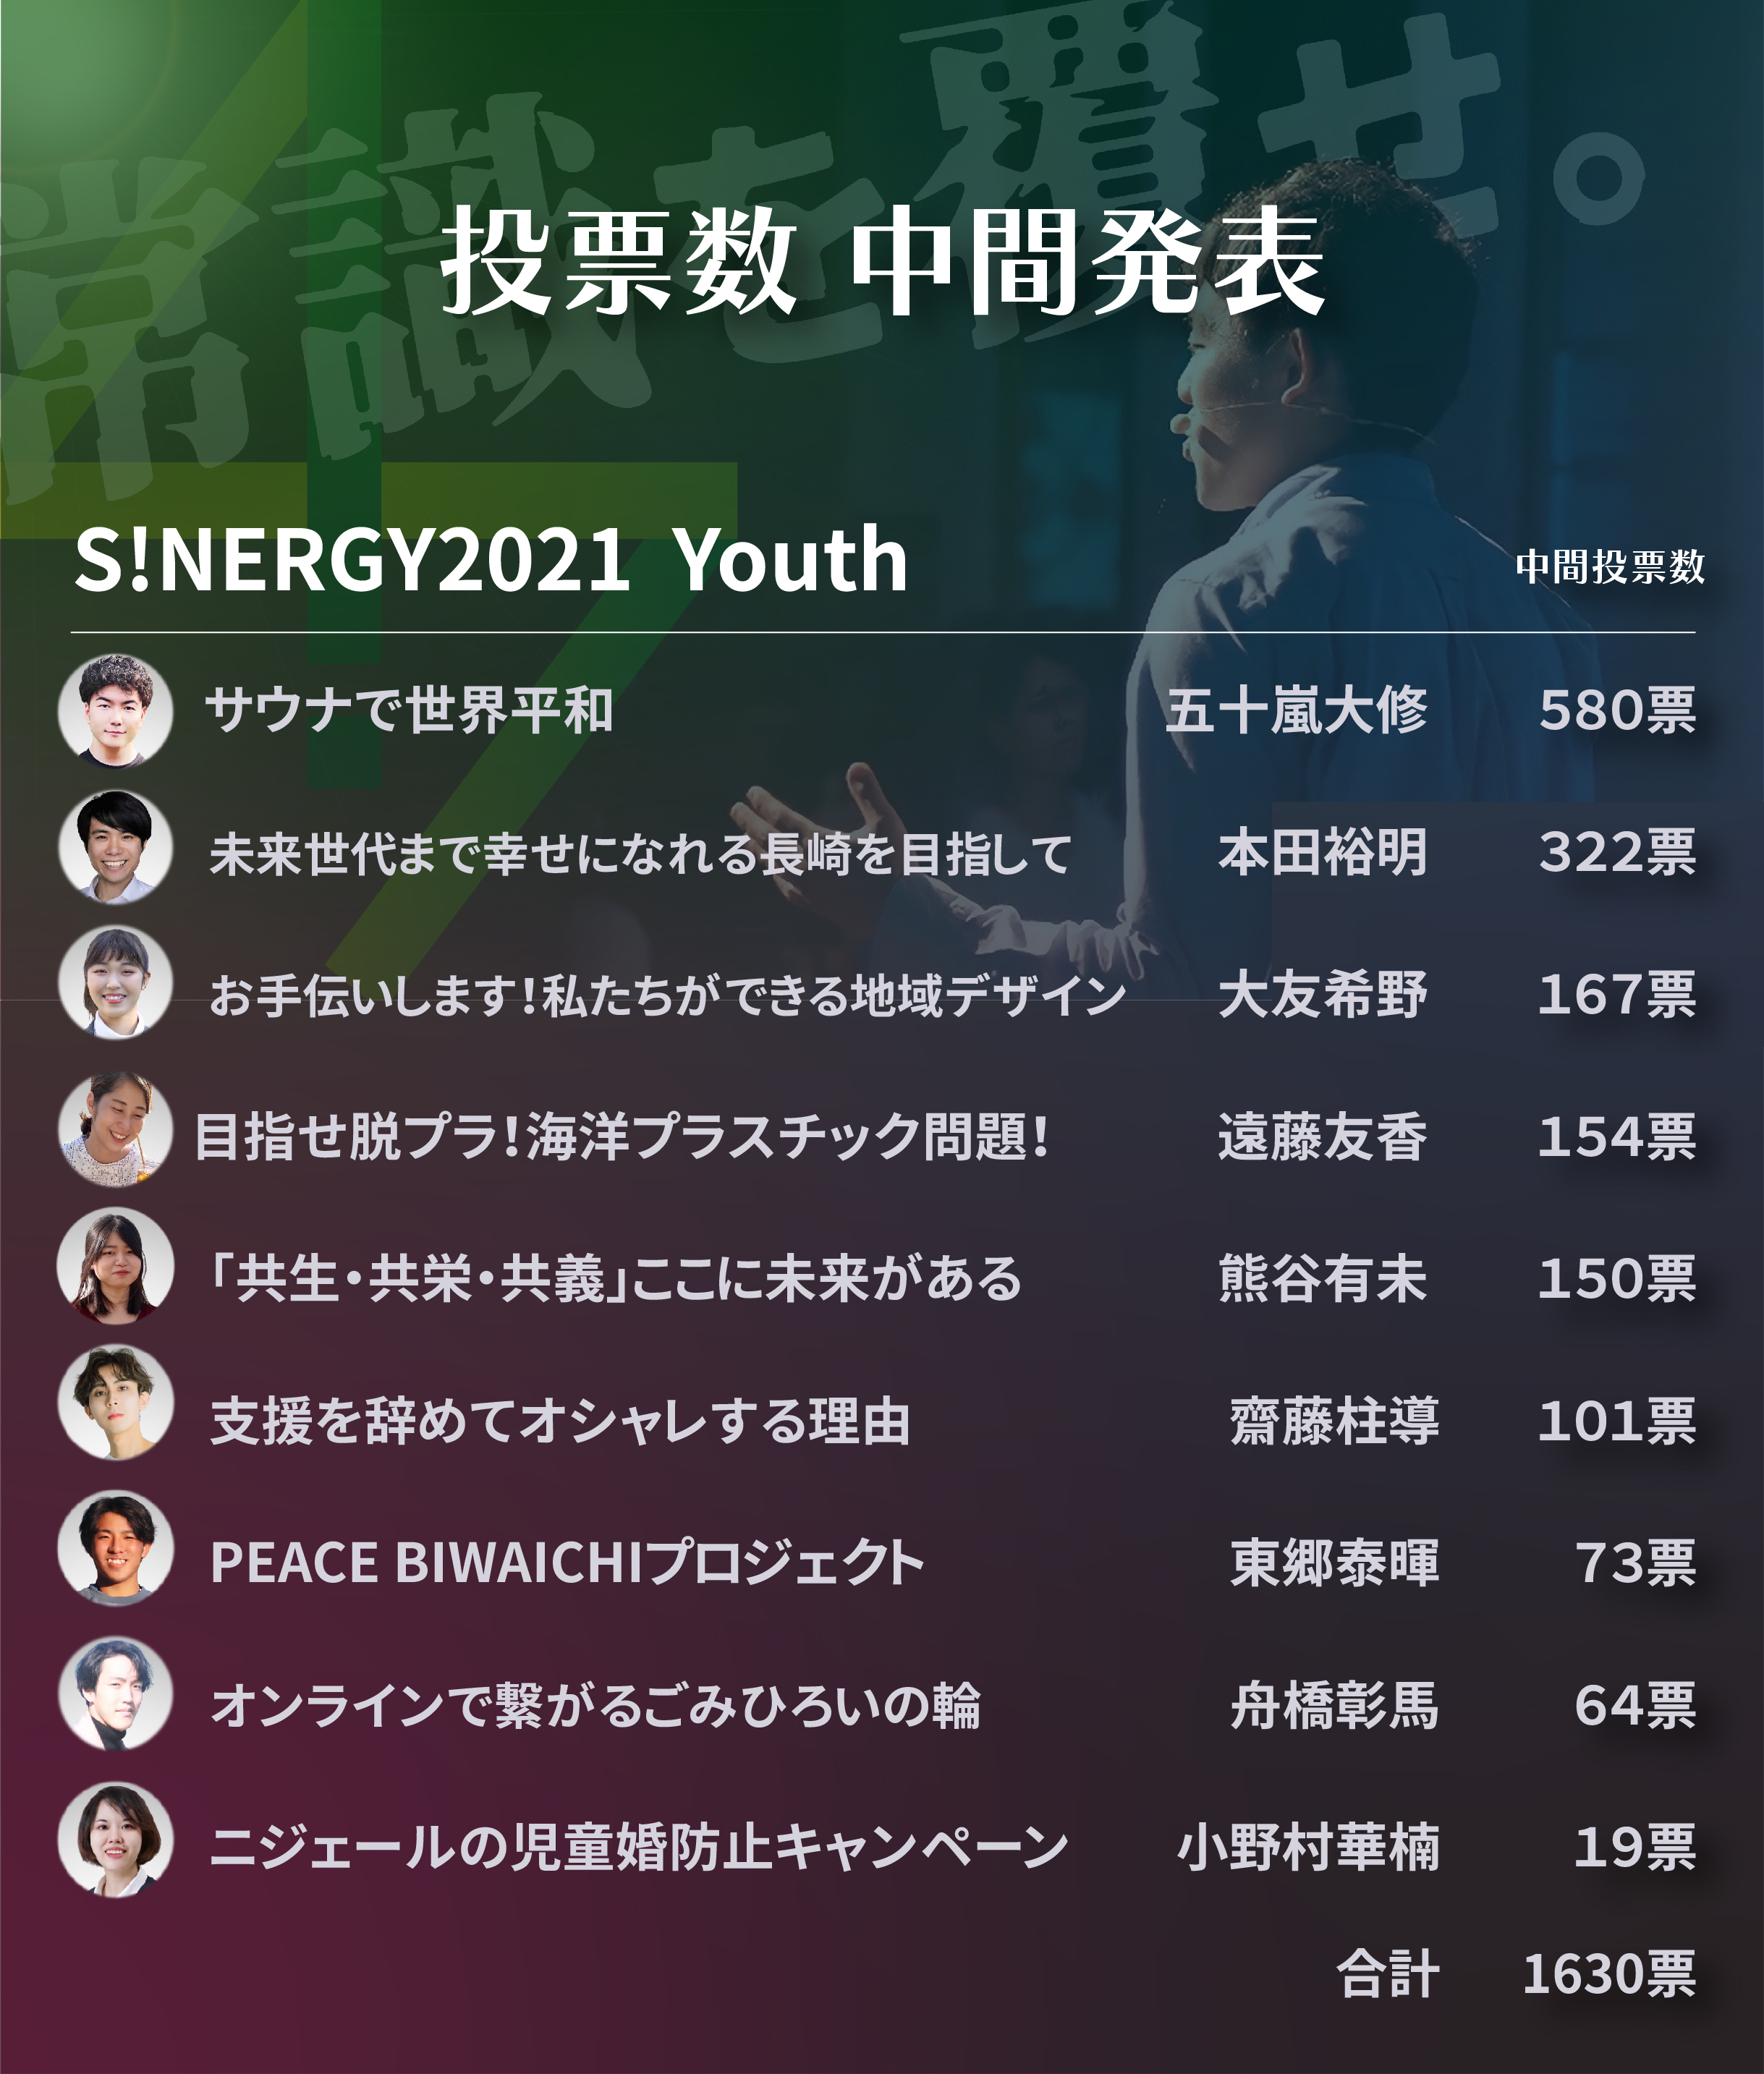 常識を覆せ。
投票数 中間発表
S!NERGY2021 Youth 中間投票数
サウナで世界平和 五十嵐大修 580票
未来世代まで幸せになれる長崎を目指して 本田裕明 322票
お手伝いします！私たちができる地域デザイン 大友希野 167票
目指せ脱プラ！海洋プラスチック問題！ 遠藤友香 154票
「共生・共栄・共義」ここに未来がある 熊谷有未 150票
支援を辞めてオシャレする理由 齋藤柱導 101票
PEACE BIWAICHIプロジェクト 東郷泰暉 73票
オンラインで繋がるごみひろいの輪 舟橋彰馬 64票
ニジェールの児童婚防止キャンペーン 小野村華楠 19票
合計 1630票